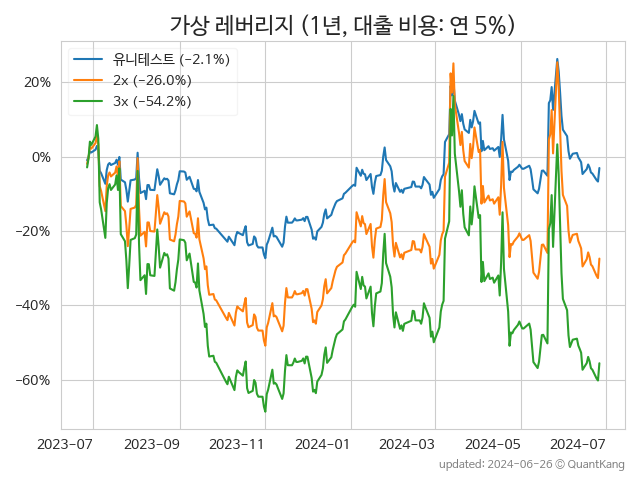 가상 레버리지 (1년, 대출 비용: 연 5%)
유니테스트 (−2.1%)
2x (−26.0%)
3x (−54.2%)
20%
0%
−20%
−40%
−60%
2023-07 2023-09 2023-11 2024-01 2024-03 2024-05 2024-07
updated: 2024-06-26 © QuantKang